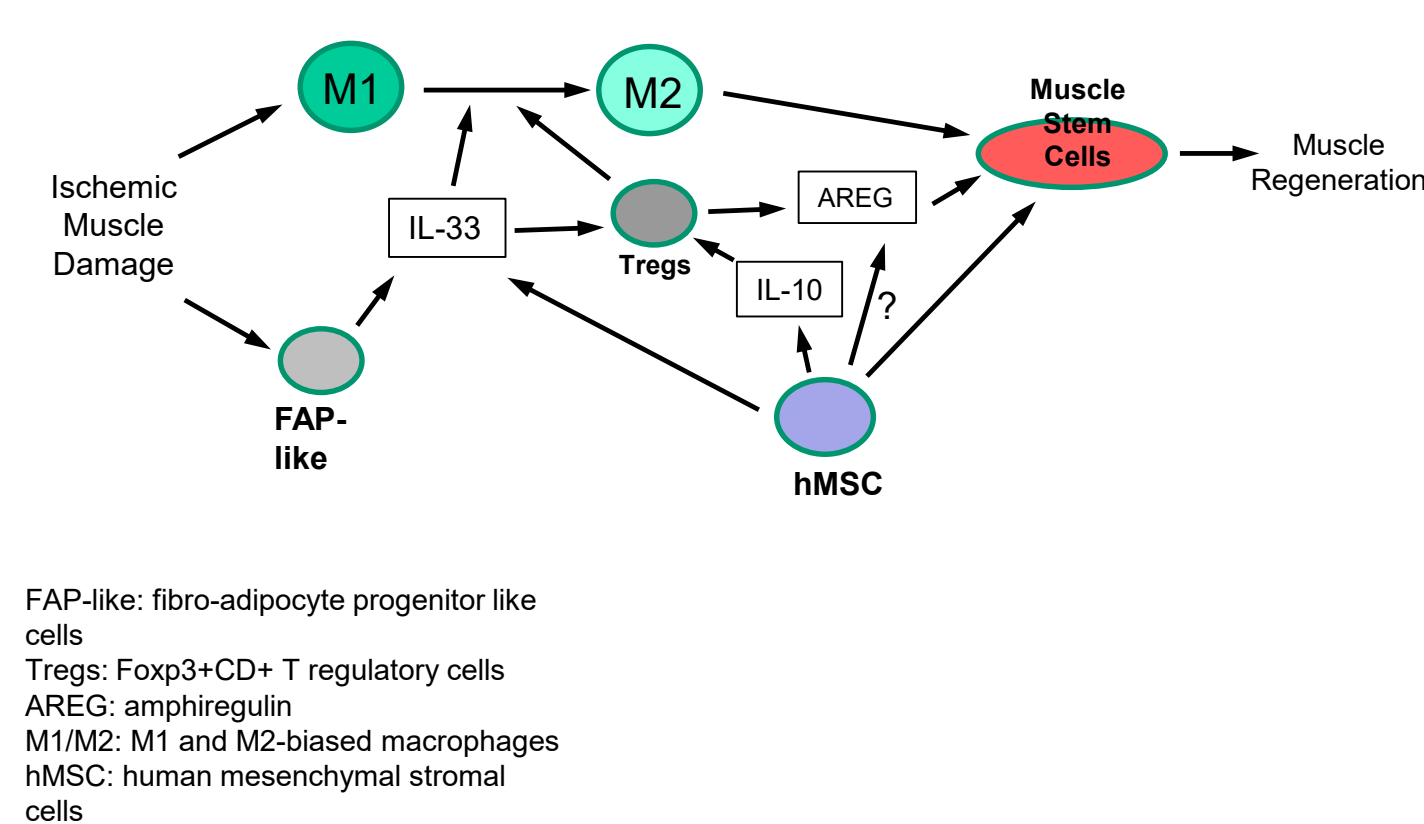 M1
M2
Muscle
Stem
Cells
Muscle
Regeneration
Ischemic
Muscle
Damage
IL-33
AREG
Tregs
IL-10
?
FAP-
like
hMSC
FAP-like: fibro-adipocyte progenitor like
cells
Tregs: Foxp3+CD+ T regulatory cells
AREG: amphiregulin
M1/M2: M1 and M2-biased macrophages
hMSC: human mesenchymal stromal
cells